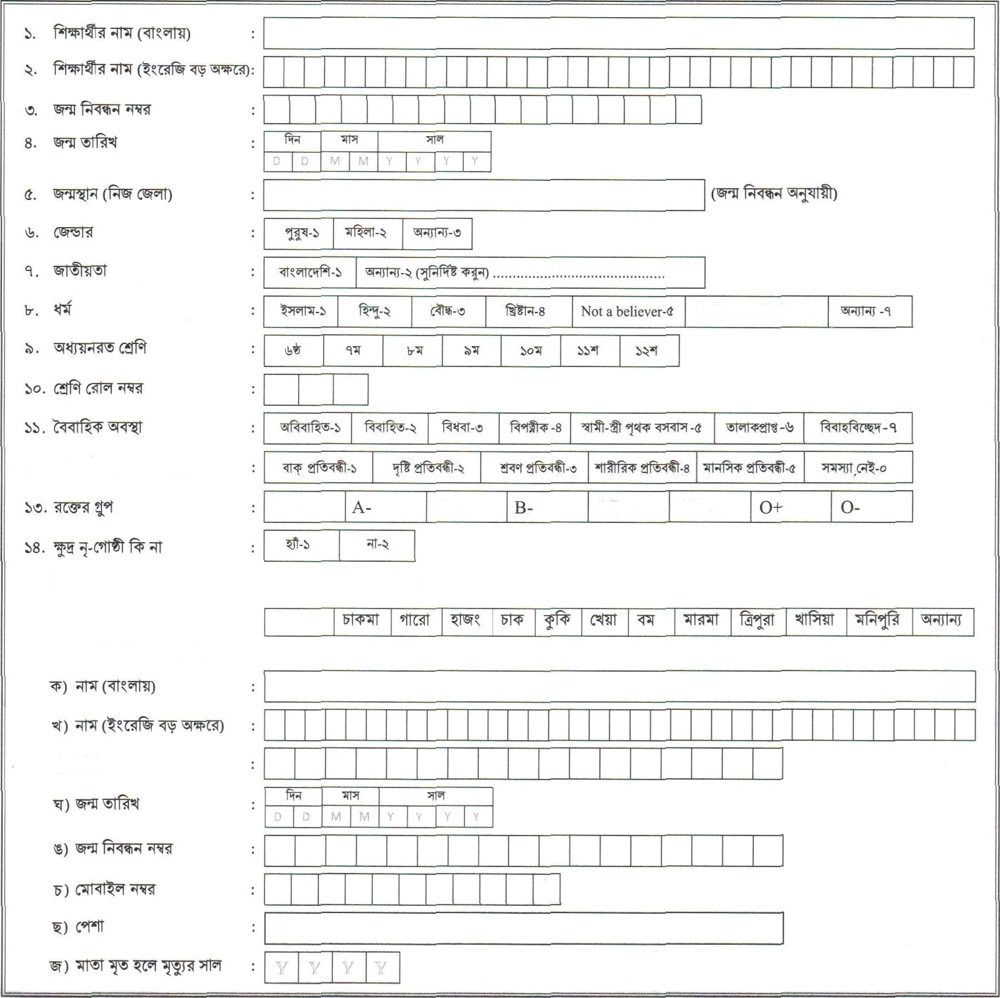 ১. শিক্ষার্থীর নাম (বাংলায়) :
২. শিক্ষার্থীর নাম (ইংরেজি বড় অক্ষরে):
৩. জন্ম নিবন্ধন নম্বর :
৪. জন্ম তারিখ : দিন মাস সাল
D D M M Y Y Y Y
৫. জন্মস্থান (নিজ জেলা) : (জন্ম নিবন্ধন অনুযায়ী)
৬. জেন্ডার : পুরুষ-১ মহিলা-২ অন্যান্য-৩
৭. জাতীয়তা : বাংলাদেশি-১ অন্যান্য-২ (সুনির্দিষ্ট করুন) ............................................
৮. ধর্ম : ইসলাম-১ হিন্দু-২ বৌদ্ধ-৩ খ্রিষ্টান-৪ Not a believer-৫ অন্যান্য -৭
৯. অধ্যয়নরত শ্রেণি : ৬ষ্ঠ ৭ম ৮ম ৯ম ১০ম ১১শ ১২শ
১০. শ্রেণি রোল নম্বর :
১১. বৈবাহিক অবস্থা : অবিবাহিত-১ বিবাহিত-২ বিধবা-৩ বিপত্নীক -৪ স্বামী-স্ত্রী পৃথক বসবাস -৫ তালাকপ্রাপ্ত -৬ বিবাহবিচ্ছেদ-৭
: বাক্ প্রতিবন্ধী-১ দৃষ্টি প্রতিবন্ধী-২ শ্রবণ প্রতিবন্ধী-৩ শারীরিক প্রতিবন্ধী-৪ মানসিক প্রতিবন্ধী-৫ সমস্যা নেই-০
১৩. রক্তের গ্রুপ : A- B- O+ O-
১৪. ক্ষুদ্র নৃ-গোষ্ঠী কি না : হ্যাঁ-১ না-২
চাকমা গারো হাজং চাক কুকি খেয়া বম মারমা ত্রিপুরা খাসিয়া মনিপুরি অন্যান্য
ক) নাম (বাংলায়) :
খ) নাম (ইংরেজি বড় অক্ষরে) :
:
ঘ) জন্ম তারিখ : দিন মাস সাল
D D M M Y Y Y Y
ঙ) জন্ম নিবন্ধন নম্বর :
চ) মোবাইল নম্বর :
ছ) পেশা :
জ) মাতা মৃত হলে মৃত্যুর সাল : Y Y Y Y